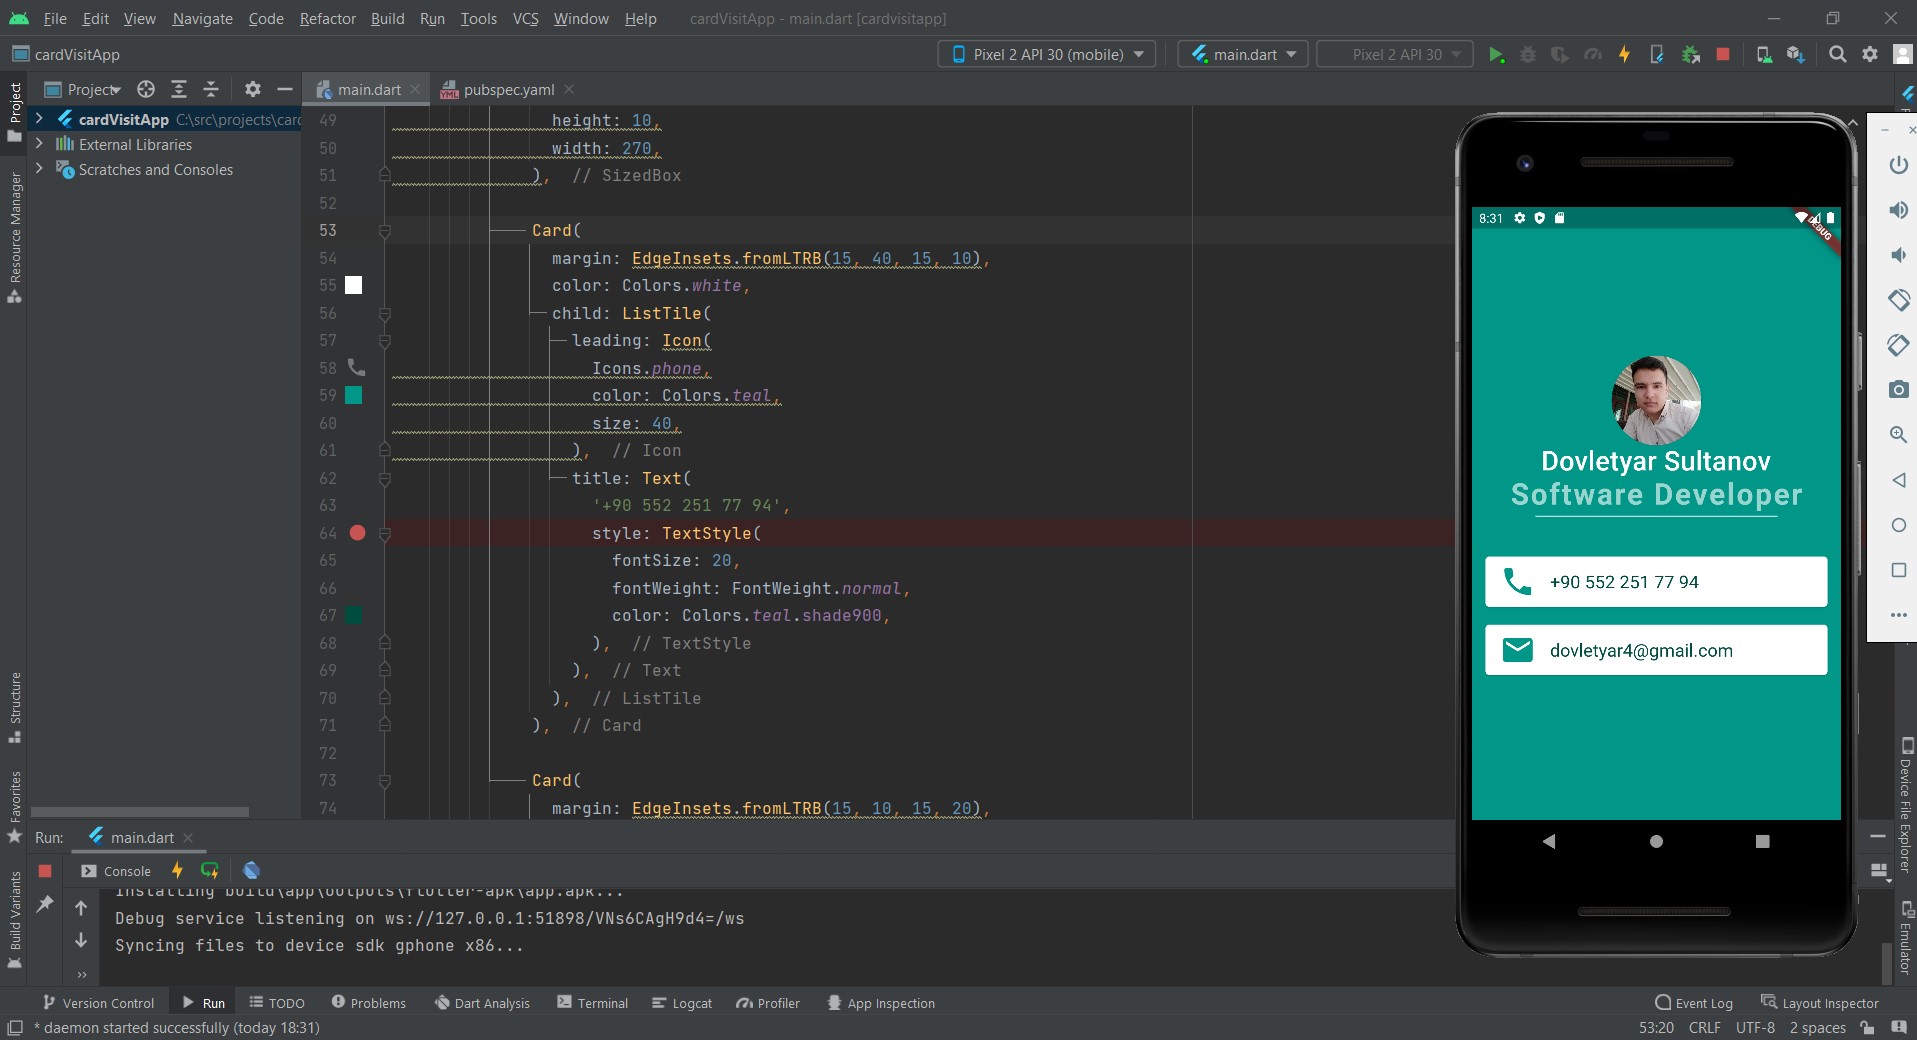 File Edit View Navigate Code Refactor Build Run Tools VCS Window Help cardVisitApp - main.dart [cardvisitapp]
cardVisitApp
Pixel 2 API 30 (mobile) main.dart Pixel 2 API 30
Project
main.dart
pubspec.yaml
cardVisitApp C:\src\projects\card
External Libraries
Scratches and Consoles
Project
Resource Manager
Structure
Favorites
Build Variants
49 height: 10,
50 width: 270,
51 ), // SizedBox
52
53 Card(
54 margin: EdgeInsets.fromLTRB(15, 40, 15, 10),
55 color: Colors.white,
56 child: ListTile(
57 leading: Icon(
58 Icons.phone,
59 color: Colors.teal,
60 size: 40,
61 ), // Icon
62 title: Text(
63 '+90 552 251 77 94',
64 style: TextStyle(
65 fontSize: 20,
66 fontWeight: FontWeight.normal,
67 color: Colors.teal.shade900,
68 ), // TextStyle
69 ), // Text
70 ), // ListTile
71 ), // Card
72
73 Card(
74 margin: EdgeInsets.fromLTRB(15, 10, 15, 20),
8:31
DEBUG
Dovletyar Sultanov
Software Developer
+90 552 251 77 94
dovletyar4@gmail.com
Device File Explorer
Emulator
Run: main.dart
Console
Installing build\app\outputs\flutter-apk\app.apk...
Debug service listening on ws://127.0.0.1:51898/VNs6CAgH9d4=/ws
Syncing files to device sdk gphone x86...
Version Control Run TODO Problems Dart Analysis Terminal Logcat Profiler App Inspection Event Log Layout Inspector
* daemon started successfully (today 18:31) 53:20 CRLF UTF-8 2 spaces